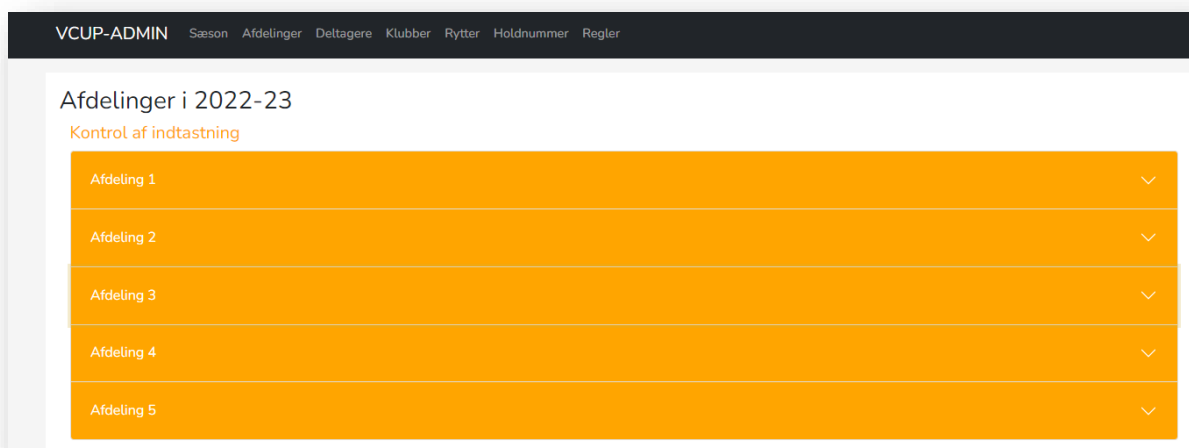 VCUP-ADMIN Sæson Afdelinger Deltagere Klubber Rytter Holdnummer Regler
Afdelinger i 2022-23
Kontrol af indtastning
Afdeling 1
Afdeling 2
Afdeling 3
Afdeling 4
Afdeling 5